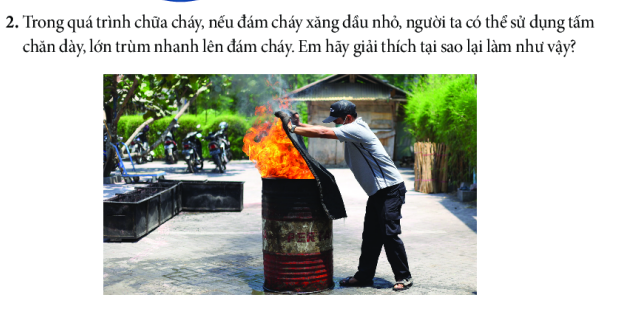 2. Trong quá trình chữa cháy, nếu đám cháy xăng dầu nhỏ, người ta có thể sử dụng tấm
chăn dày, lớn trùm nhanh lên đám cháy. Em hãy giải thích tại sao lại làm như vậy?